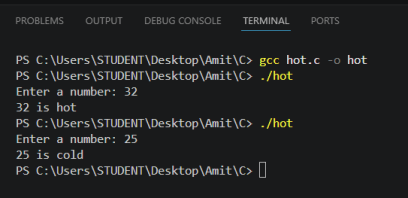 PROBLEMS OUTPUT DEBUG CONSOLE TERMINAL PORTS
PS C:\Users\STUDENT\Desktop\Amit\C> gcc hot.c -o hot
PS C:\Users\STUDENT\Desktop\Amit\C> ./hot
Enter a number: 32
32 is hot
PS C:\Users\STUDENT\Desktop\Amit\C> ./hot
Enter a number: 25
25 is cold
PS C:\Users\STUDENT\Desktop\Amit\C>